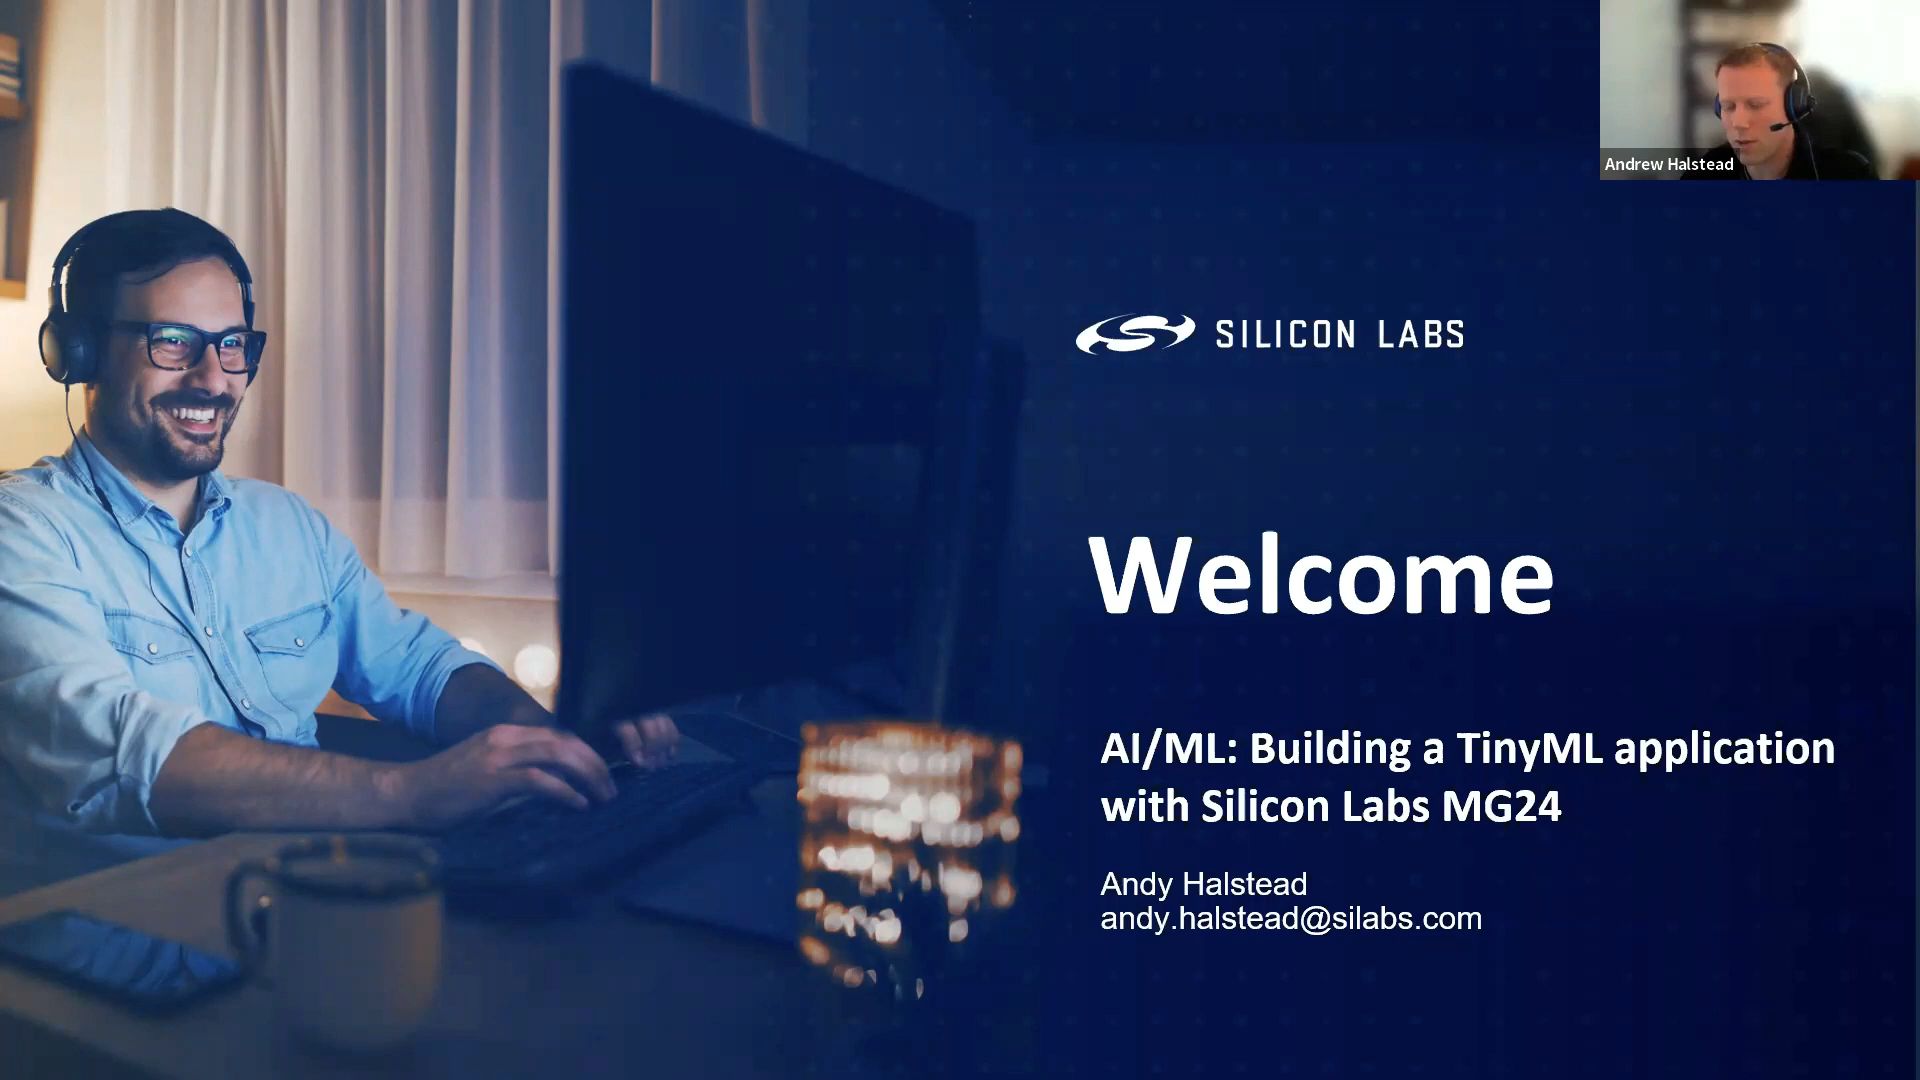 Andrew Halstead
SILICON LABS
Welcome
AI/ML: Building a TinyML application
with Silicon Labs MG24
Andy Halstead
andy.halstead@silabs.com